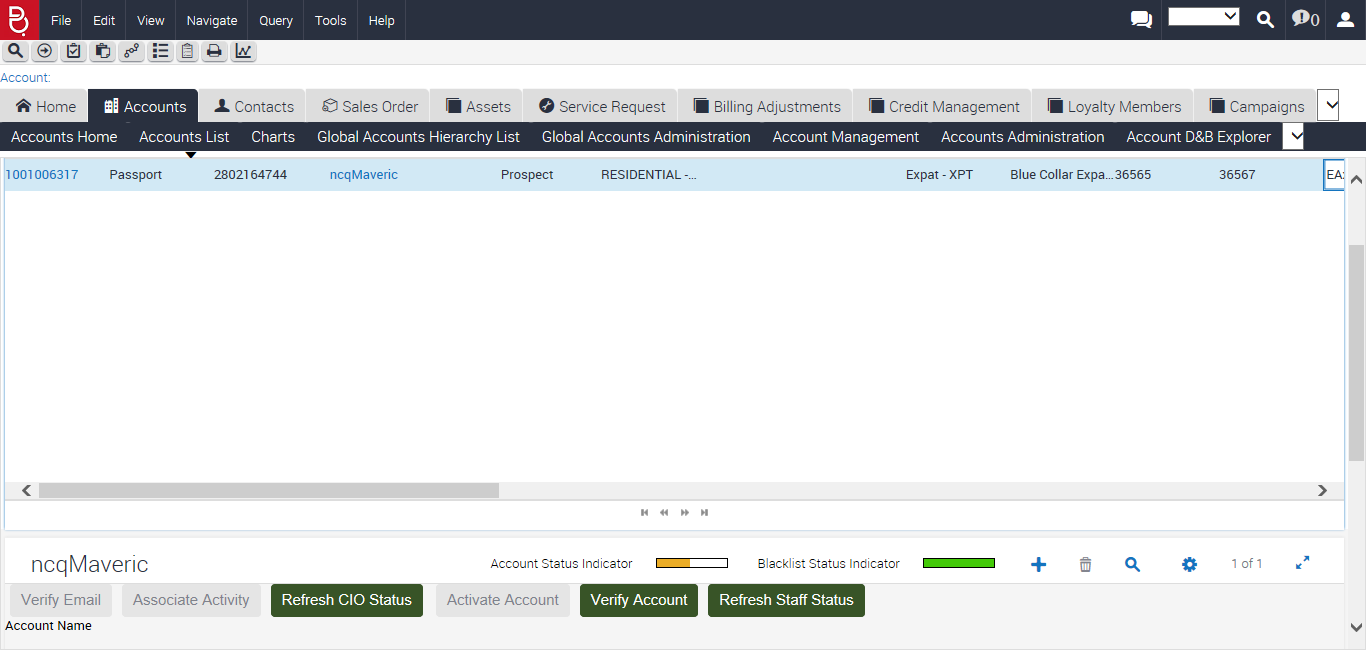 File Edit View Navigate Query Tools Help 0
Account:
Home Accounts Contacts Sales Order Assets Service Request Billing Adjustments Credit Management Loyalty Members Campaigns
Accounts Home Accounts List Charts Global Accounts Hierarchy List Global Accounts Administration Account Management Accounts Administration Account D&B Explorer
1001006317 Passport 2802164744 ncqMaveric Prospect RESIDENTIAL -... Expat - XPT Blue Collar Expa... 36565 36567
ncqMaveric Account Status Indicator Blacklist Status Indicator 1 of 1
Verify Email Associate Activity Refresh CIO Status Activate Account Verify Account Refresh Staff Status
Account Name